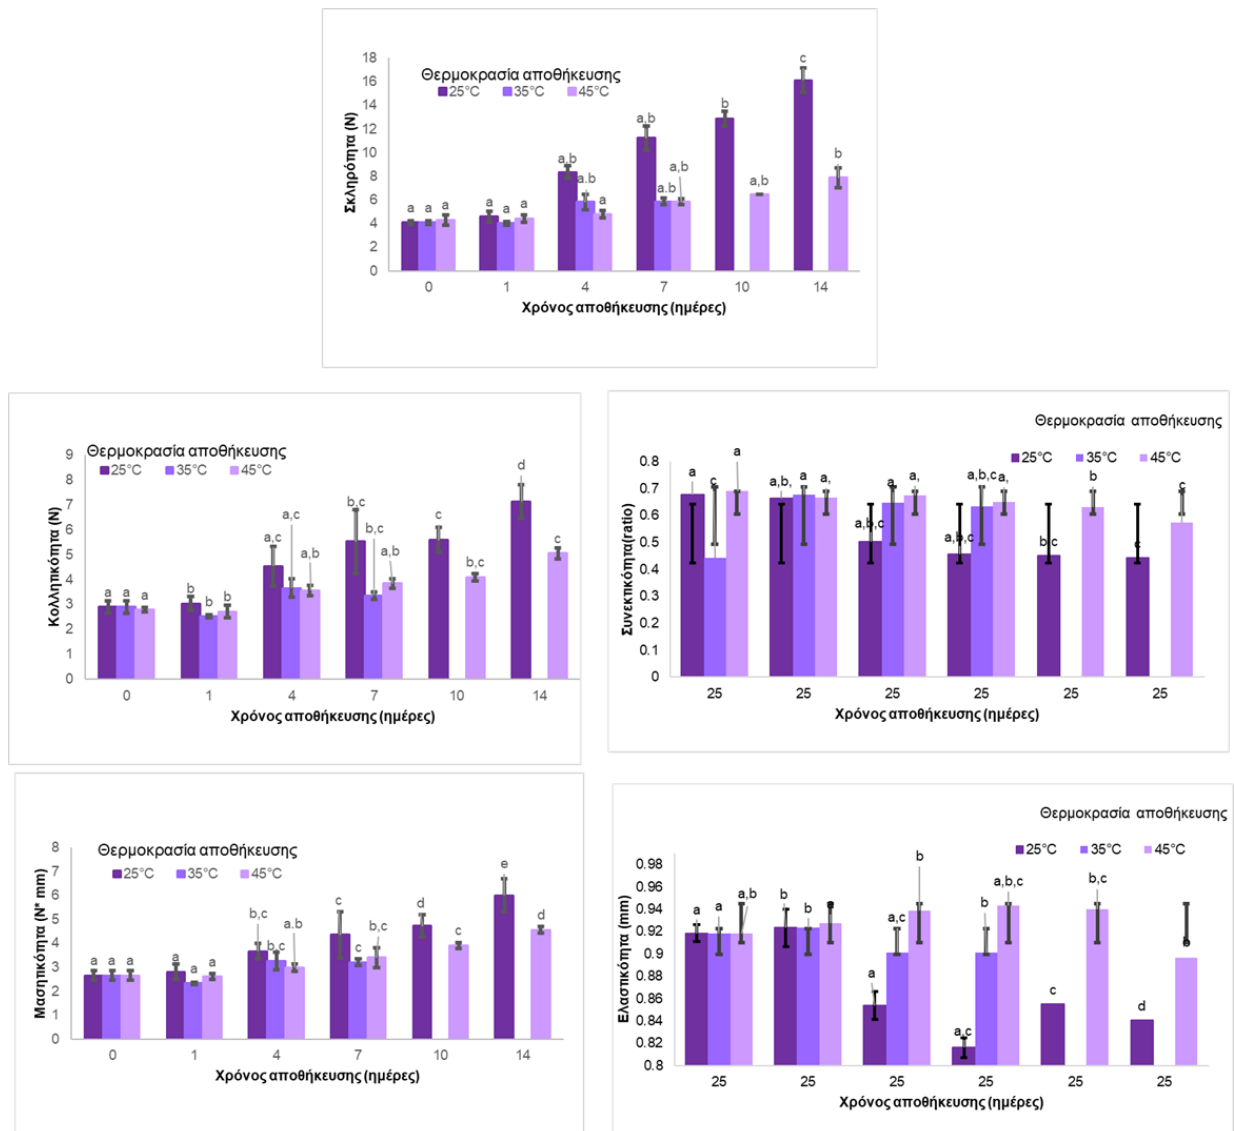 Θερμοκρασία αποθήκευσης
25°C 35°C 45°C
Σκληρότητα (N)
18
16
14
12
10
8
6
4
2
0
a a a
a a a
a,b a.b a
a,b a.b a,b
b a,b
c b
0 1 4 7 10 14
Χρόνος αποθήκευσης (ημέρες)
Θερμοκρασία αποθήκευσης
25°C 35°C 45°C
Κολλητικότητα (N)
9
8
7
6
5
4
3
2
1
0
a a a
b b b
a,c a,c a,b
b,c b,c a,b
c b,c
d c
0 1 4 7 10 14
Χρόνος αποθήκευσης (ημέρες)
Θερμοκρασία αποθήκευσης
25°C 35°C 45°C
Συνεκτικότητα(ratio)
0.8
0.7
0.6
0.5
0.4
0.3
0.2
0.1
0
a c a
a,b, a a,
a,b,c a, a,
a,b,c a,b,c a,
b,c b
c c
25 25 25 25 25 25
Χρόνος αποθήκευσης (ημέρες)
Θερμοκρασία αποθήκευσης
25°C 35°C 45°C
Μασητικότητα (N* mm)
8
7
6
5
4
3
2
1
0
a a a
a a a
b,c b,c a.b
c c b,c
d c
e d
0 1 4 7 10 14
Χρόνος αποθήκευσης (ημέρες)
Θερμοκρασία αποθήκευσης
25°C 35°C 45°C
Ελασπκότητα (mm)
0.98
0.96
0.94
0.92
0.9
0.88
0.86
0.84
0.82
0.8
a a a,b
b b
a a,c b
a,c b a,b,c
c b,c
d
25 25 25 25 25 25
Χρόνος αποθήκευσης (ημέρες)